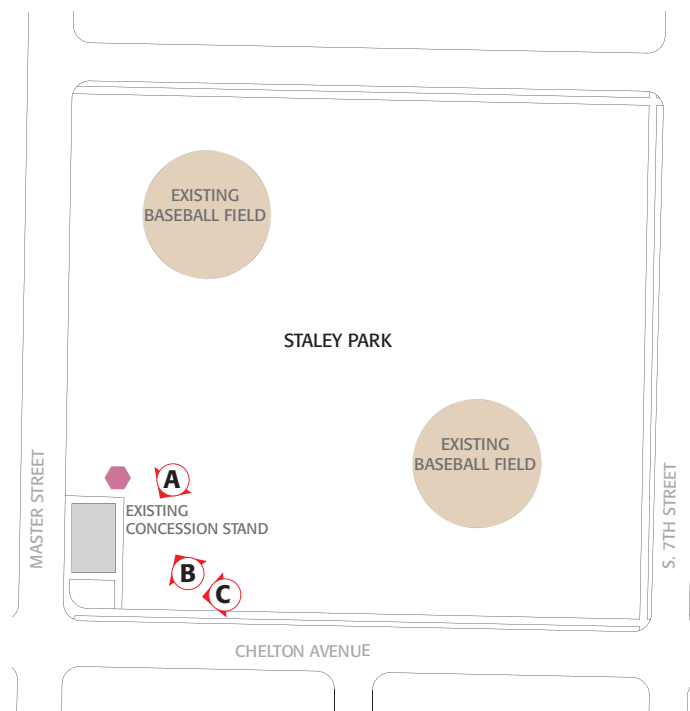 EXISTING
BASEBALL FIELD
STALEY PARK
EXISTING
BASEBALL FIELD
MASTER STREET
S. 7TH STREET
A
EXISTING
CONCESSION STAND
B
C
CHELTON AVENUE